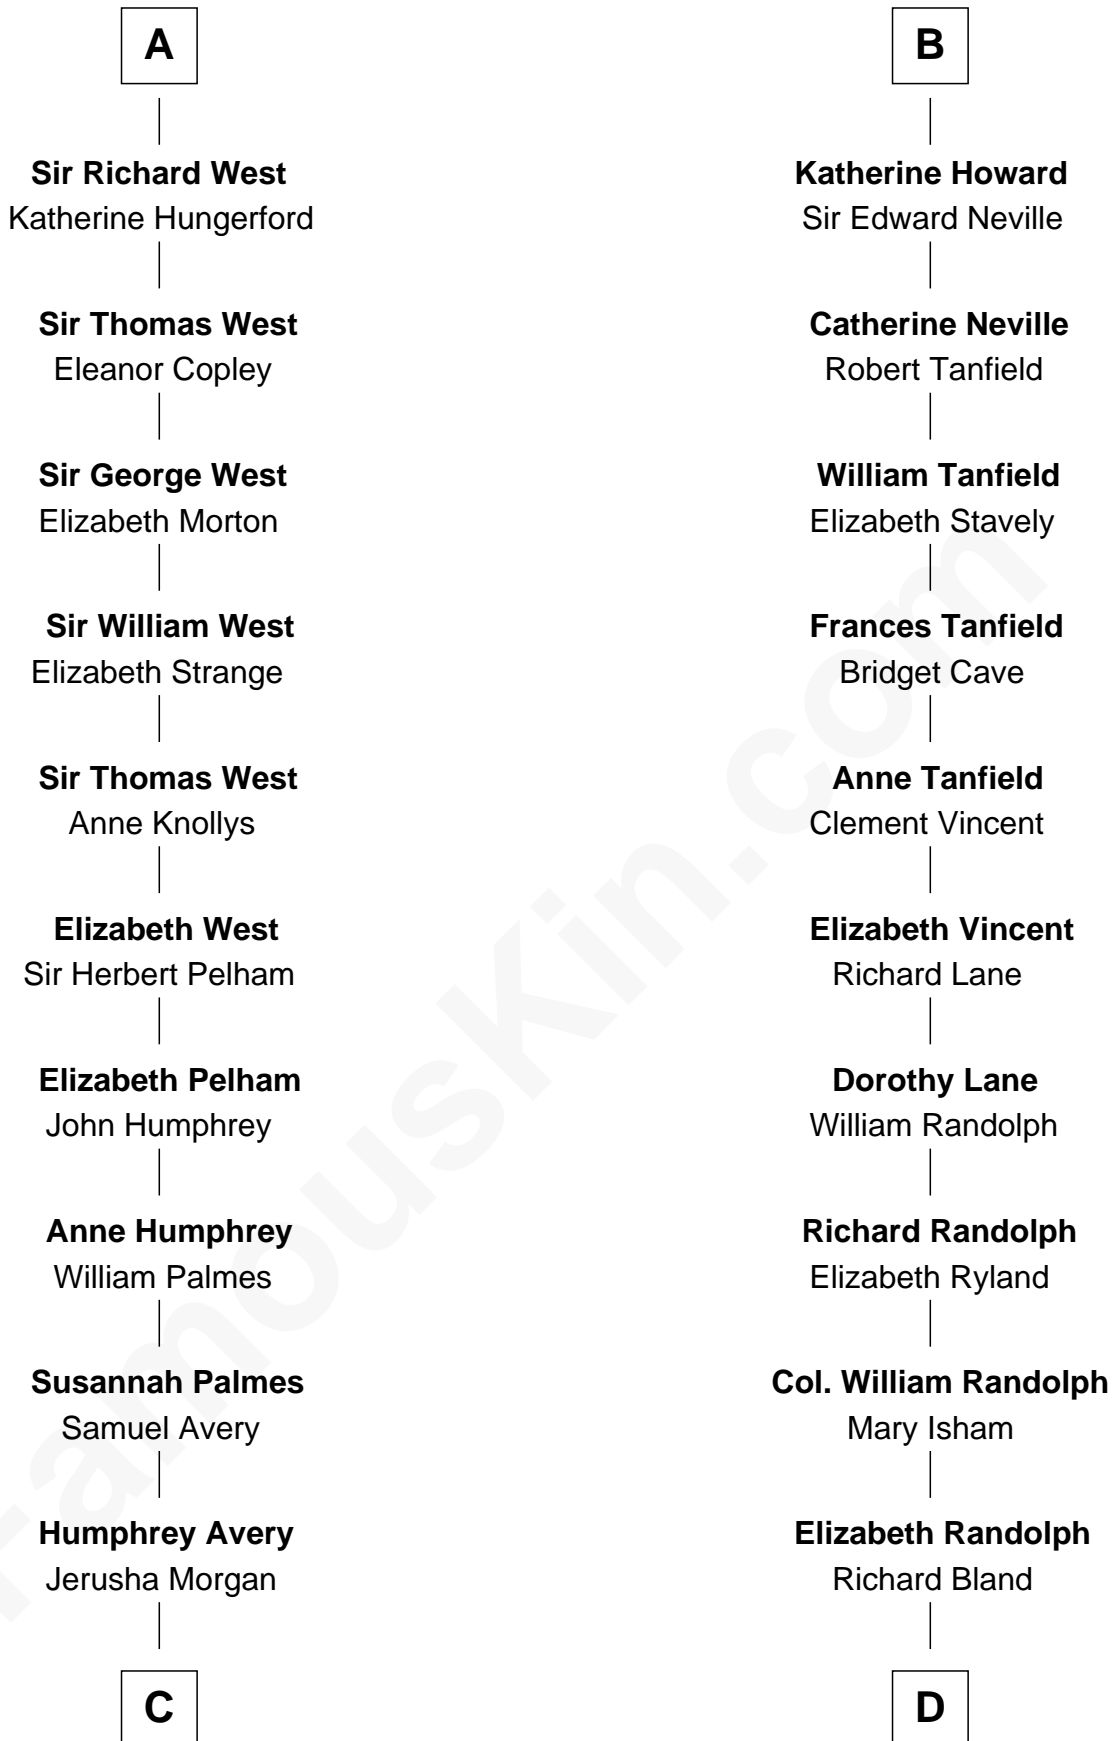 A
Sir Richard West
Katherine Hungerford
Sir Thomas West
Eleanor Copley
Sir George West
Elizabeth Morton
Sir William West
Elizabeth Strange
Sir Thomas West
Anne Knollys
Elizabeth West
Sir Herbert Pelham
Elizabeth Pelham
John Humphrey
Anne Humphrey
William Palmes
Susannah Palmes
Samuel Avery
Humphrey Avery
Jerusha Morgan
C
B
Katherine Howard
Sir Edward Neville
Catherine Neville
Robert Tanfield
William Tanfield
Elizabeth Stavely
Frances Tanfield
Bridget Cave
Anne Tanfield
Clement Vincent
Elizabeth Vincent
Richard Lane
Dorothy Lane
William Randolph
Richard Randolph
Elizabeth Ryland
Col. William Randolph
Mary Isham
Elizabeth Randolph
Richard Bland
D
FamousKin.com